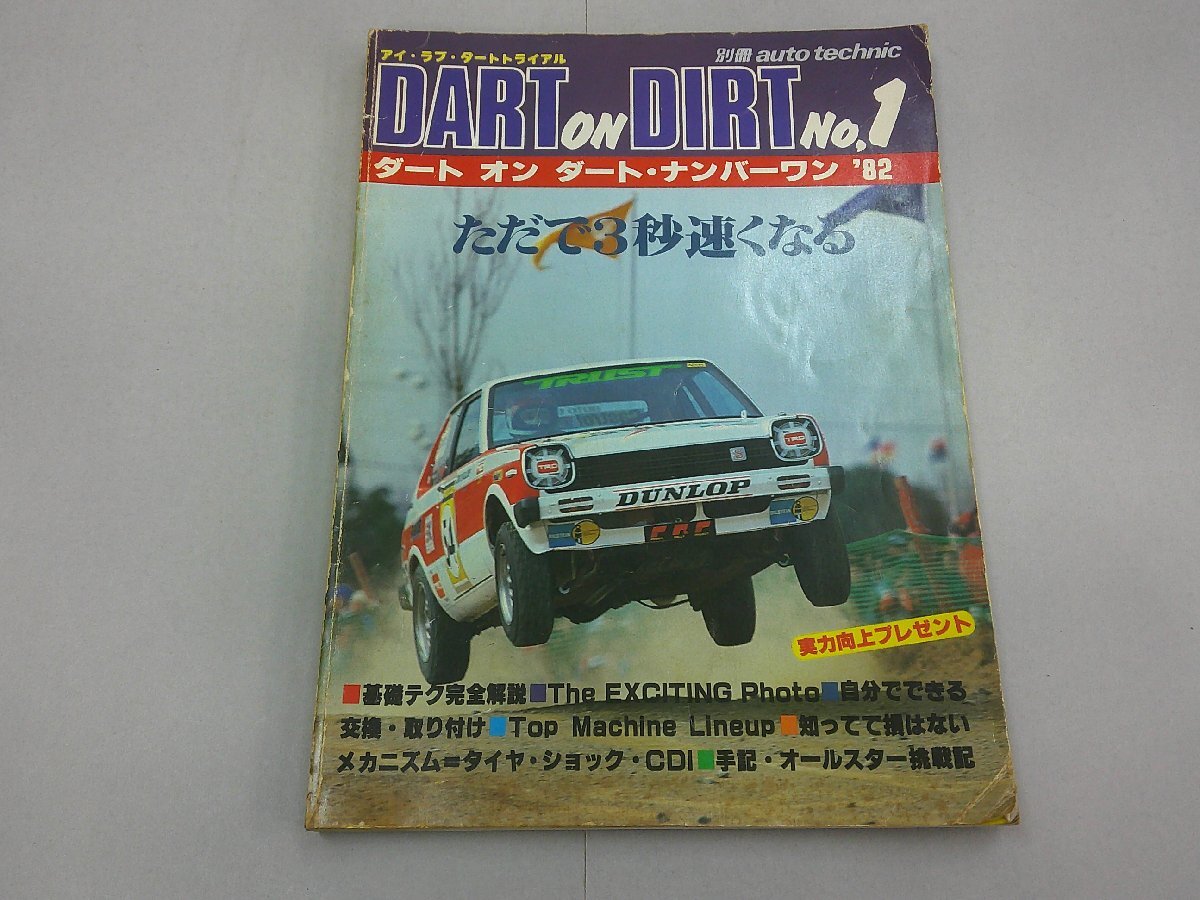 アイ・ラブ・ダートトライアル
別冊 auto technic
DART ON DIRT No.1
ダート オン ダート・ナンバーワン '82
ただで3秒速くなる
TRUST
TRD
TRD
DUNLOP
実力向上プレゼント
■基礎テク完全解説■The EXCITING Photo■自分でできる
交換・取り付け■Top Machine Lineup■知ってて損はない
メカニズム=タイヤ・ショック・CDI■手記・オールスター挑戦記